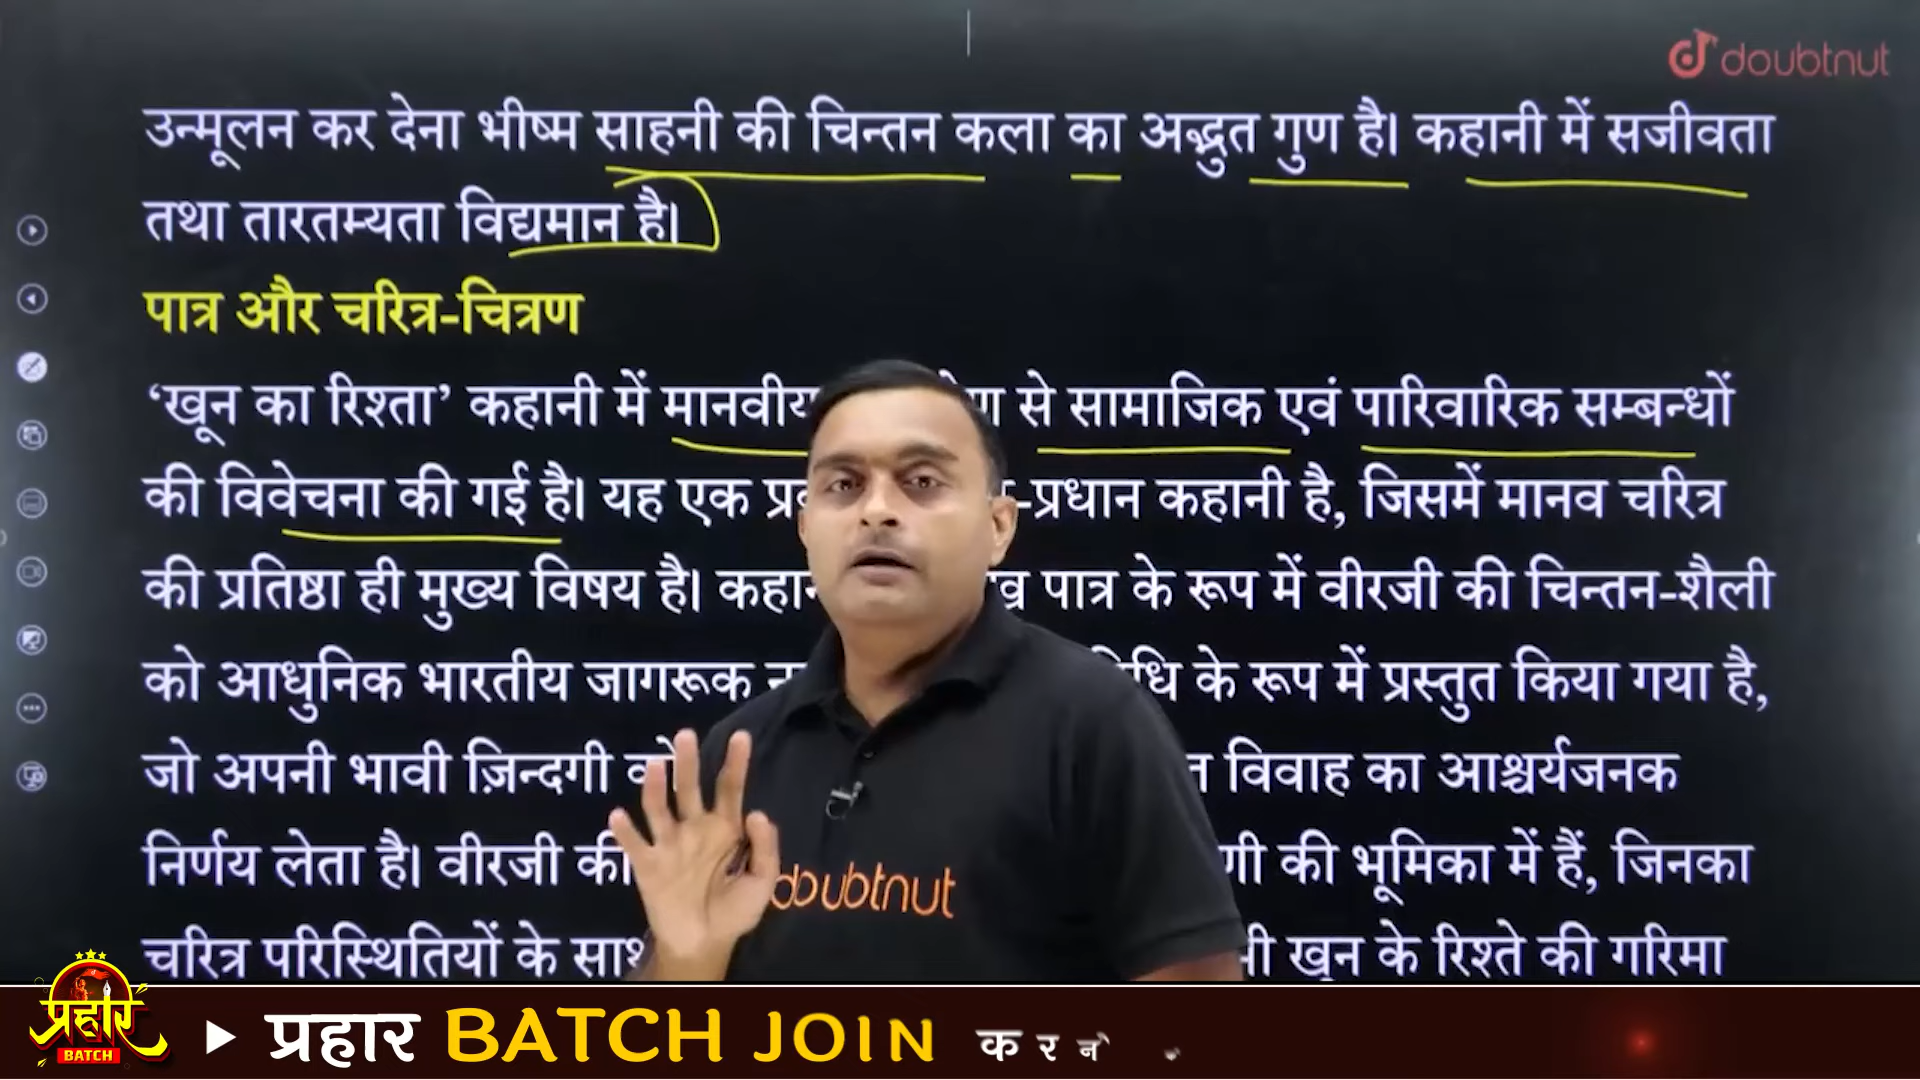 doubtnut
उन्मूलन कर देना भीष्म साहनी की चिन्तन कला का अद्भुत गुण है। कहानी में सजीवता
तथा तारतम्यता विद्यमान है।
पात्र और चरित्र-चित्रण
‘खून का रिश्ता’ कहानी में मानवीय से सामाजिक एवं पारिवारिक सम्बन्धों
की विवेचना की गई है। यह एक -प्रधान कहानी है, जिसमें मानव चरित्र
की प्रतिष्ठा ही मुख्य विषय है। पात्र के रूप में वीरजी की चिन्तन-शैली
को आधुनिक भारतीय जागरूक के रूप में प्रस्तुत किया गया है,
जो अपनी भावी ज़िन्दगी विवाह का आश्चर्यजनक
निर्णय लेता है। वीरजी की की भूमिका में हैं, जिनका
चरित्र परिस्थितियों के खून के रिश्ते की गरिमा
doubtnut
प्रहार
BATCH
प्रहार BATCH JOIN कर